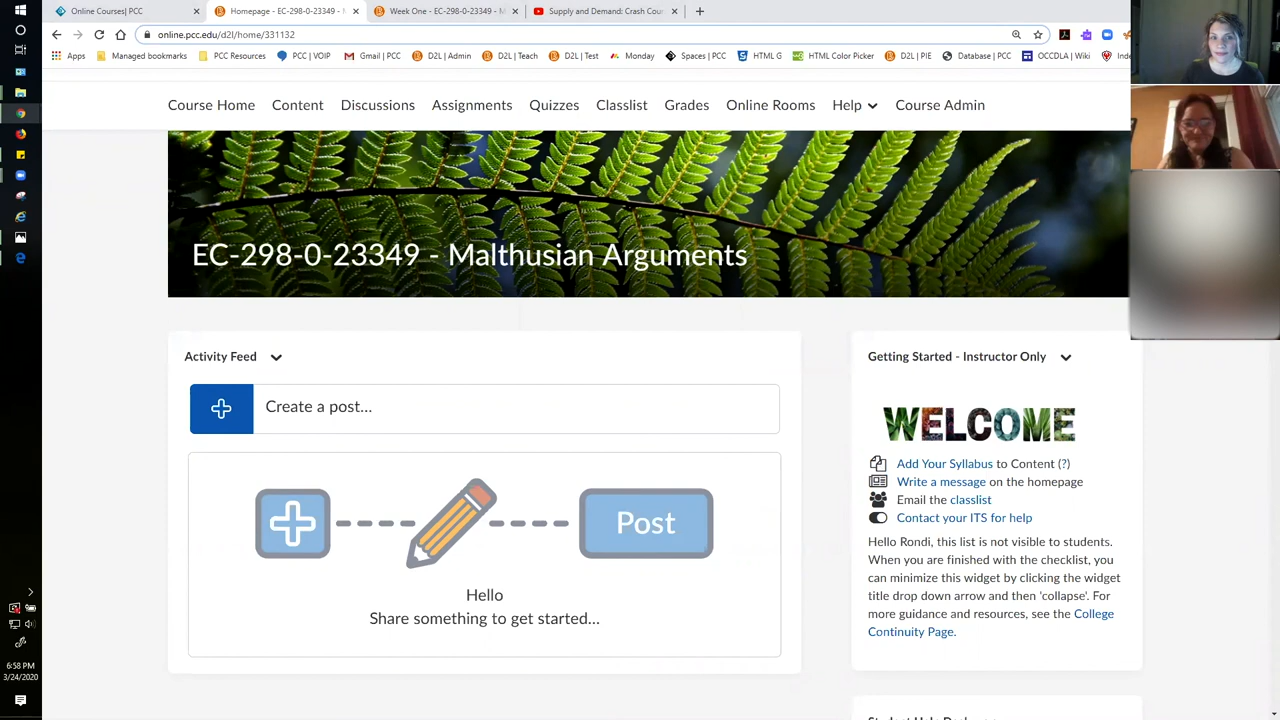 Online Courses| PCC
Homepage - EC-298-0-23349 - M
Week One - EC-298-0-23349 - M
Supply and Demand: Crash Cour
online.pcc.edu/d2l/home/331132
Apps Managed bookmarks PCC Resources PCC | VOIP Gmail | PCC D2L | Admin D2L | Teach D2L | Test Monday Spaces | PCC HTML G HTML Color Picker D2L | PIE Database | PCC OCCDLA | Wiki Inde
Course Home Content Discussions Assignments Quizzes Classlist Grades Online Rooms Help Course Admin
EC-298-0-23349 - Malthusian Arguments
Activity Feed
Create a post...
Post
Hello
Share something to get started...
Getting Started - Instructor Only
WELCOME
Add Your Syllabus to Content (?)
Write a message on the homepage
Email the classlist
Contact your ITS for help
Hello Rondi, this list is not visible to students.
When you are finished with the checklist, you
can minimize this widget by clicking the widget
title drop down arrow and then 'collapse'. For
more guidance and resources, see the College
Continuity Page.
6:58 PM
3/24/2020